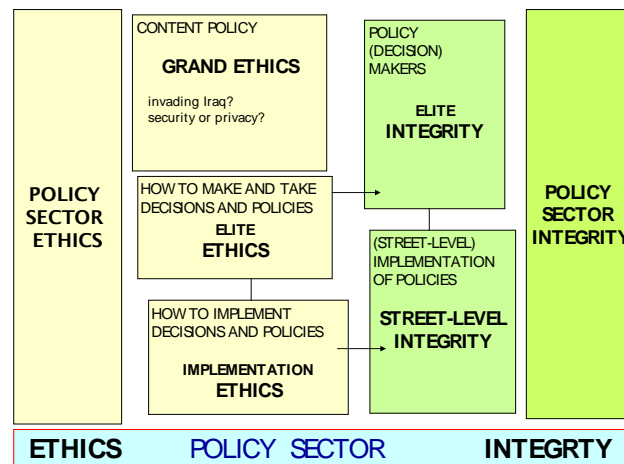 POLICY
SECTOR
ETHICS
CONTENT POLICY
GRAND ETHICS
invading Iraq?
security or privacy?
HOW TO MAKE AND TAKE
DECISIONS AND POLICIES
ELITE
ETHICS
HOW TO IMPLEMENT
DECISIONS AND POLICIES
IMPLEMENTATION
ETHICS
POLICY
(DECISION)
MAKERS
ELITE
INTEGRITY
(STREET-LEVEL)
IMPLEMENTATION
OF POLICIES
STREET-LEVEL
INTEGRITY
POLICY
SECTOR
INTEGRITY
ETHICS POLICY SECTOR INTEGRTY